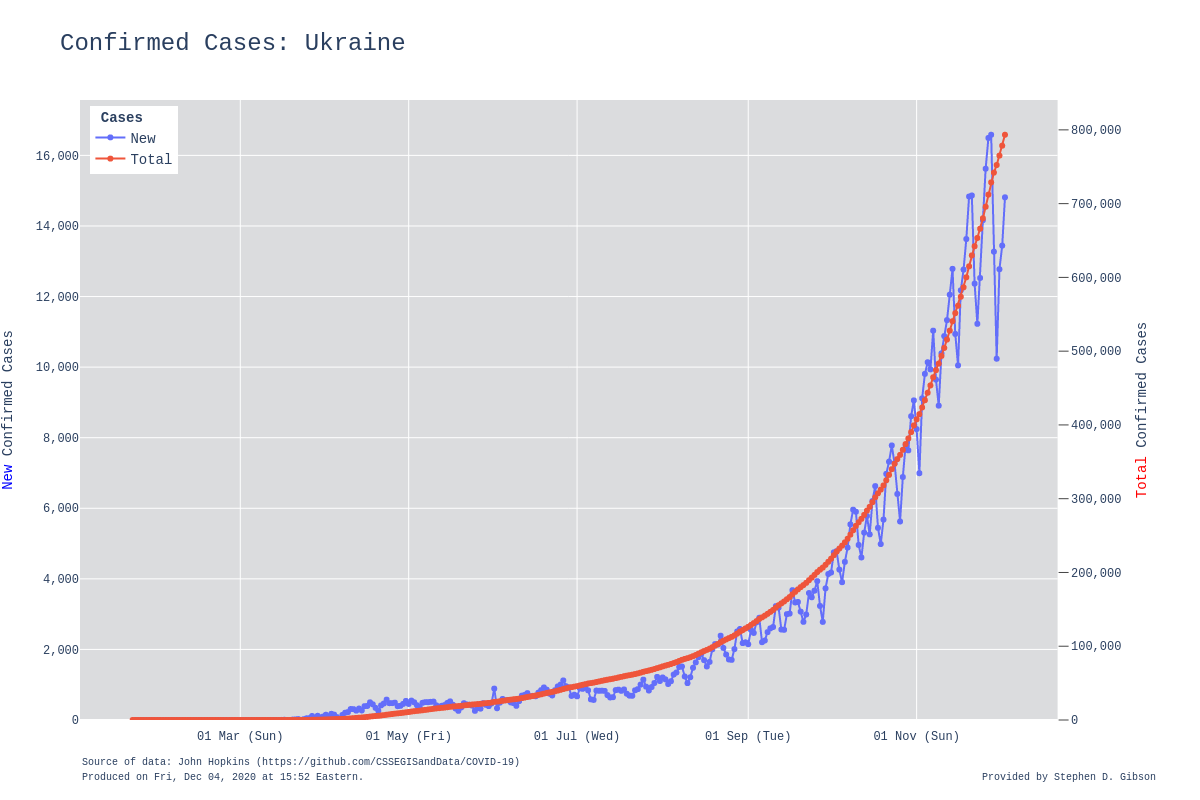 Confirmed Cases: Ukraine
Cases
New
Total
16,000
14,000
12,000
10,000
8,000
6,000
4,000
2,000
0
New Confirmed Cases
800,000
700,000
600,000
500,000
400,000
300,000
200,000
100,000
0
Total Confirmed Cases
01 Mar (Sun)
01 May (Fri)
01 Jul (Wed)
01 Sep (Tue)
01 Nov (Sun)
Source of data: John Hopkins (https://github.com/CSSEGISandData/COVID-19)
Produced on Fri, Dec 04, 2020 at 15:52 Eastern.
Provided by Stephen D. Gibson